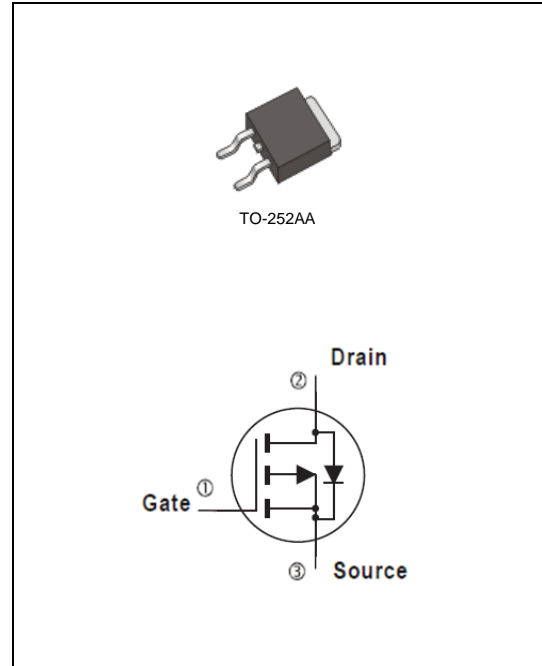 TO-252AA
Drain
②
Gate ①
③ Source